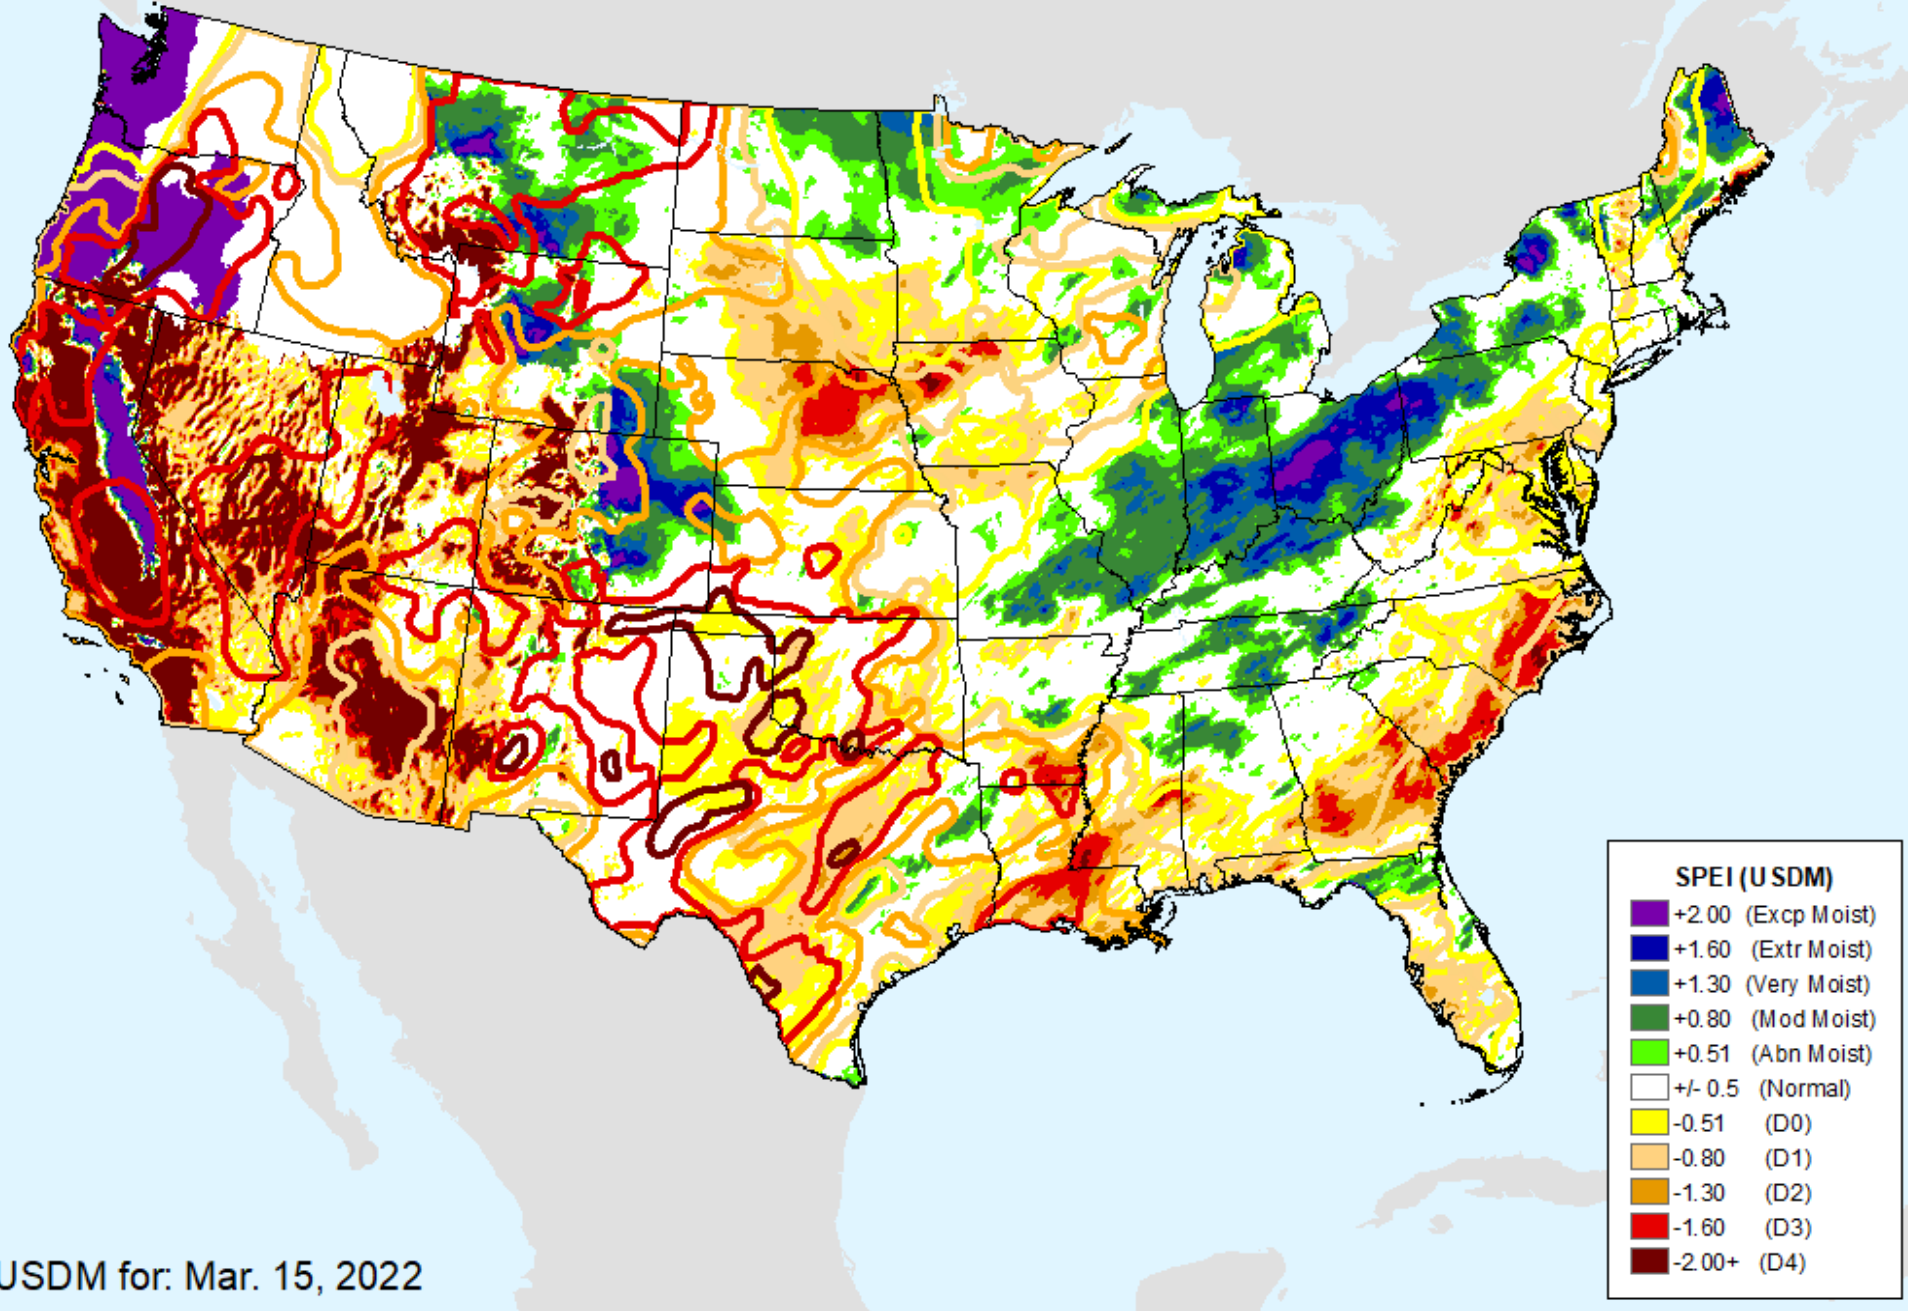 SPEI (USDM)
+2.00 (Excp Moist)
+1.60 (Extr Moist)
+1.30 (Very Moist)
+0.80 (Mod Moist)
+0.51 (Abn Moist)
+/- 0.5 (Normal)
-0.51 (D0)
-0.80 (D1)
-1.30 (D2)
-1.60 (D3)
-2.00+ (D4)
USDM for: Mar. 15, 2022